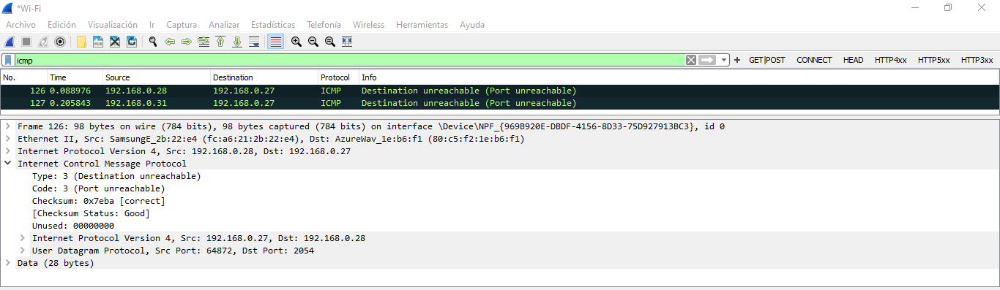 *Wi-Fi
Archivo Edición Visualización Ir Captura Analizar Estadísticas Telefonía Wireless Herramientas Ayuda
icmp + GET|POST CONNECT HEAD HTTP4xx HTTP5xx HTTP3xx
No. Time Source Destination Protocol Info
126 0.088976 192.168.0.28 192.168.0.27 ICMP Destination unreachable (Port unreachable)
127 0.205843 192.168.0.31 192.168.0.27 ICMP Destination unreachable (Port unreachable)
Frame 126: 98 bytes on wire (784 bits), 98 bytes captured (784 bits) on interface \Device\NPF_{969B920E-DBDF-4156-8D33-75D927913BC3}, id 0
Ethernet II, Src: SamsungE_2b:22:e4 (fc:a6:21:2b:22:e4), Dst: AzureWav_1e:b6:f1 (80:c5:f2:1e:b6:f1)
Internet Protocol Version 4, Src: 192.168.0.28, Dst: 192.168.0.27
Internet Control Message Protocol
Type: 3 (Destination unreachable)
Code: 3 (Port unreachable)
Checksum: 0x7eba [correct]
[Checksum Status: Good]
Unused: 00000000
Internet Protocol Version 4, Src: 192.168.0.27, Dst: 192.168.0.28
User Datagram Protocol, Src Port: 64872, Dst Port: 2054
Data (28 bytes)